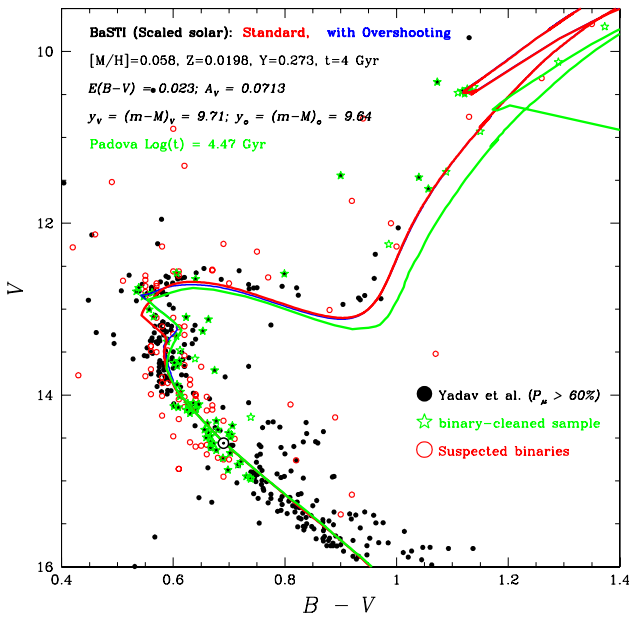 BaSTI (Scaled solar): Standard, with Overshooting
[M/H]=0.058, Z=0.0198, Y=0.273, t=4 Gyr
E(B-V) = 0.023; A_V = 0.0713
y_V = (m-M)_V = 9.71; y_o = (m-M)_o = 9.64
Padova Log(t) = 4.47 Gyr
10
12
V
14
Yadav et al. (P_μ > 60%)
binary-cleaned sample
Suspected binaries
16
0.4 0.6 0.8 1 1.2 1.4
B - V